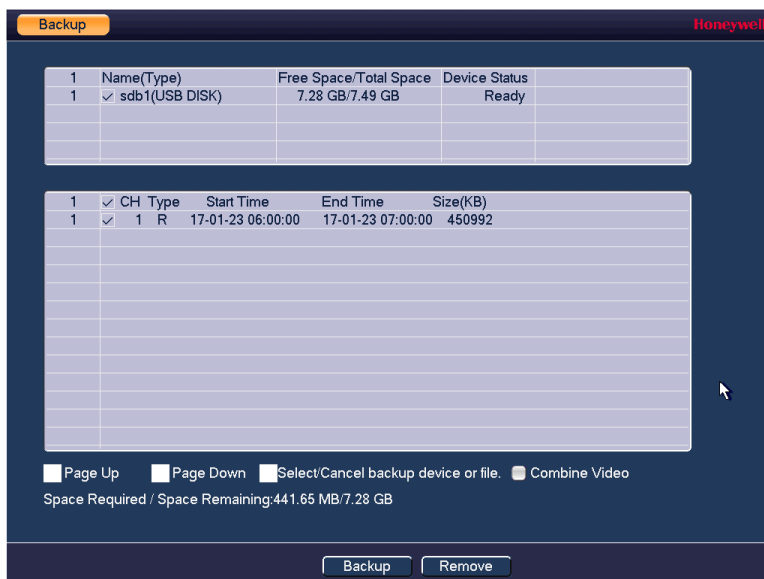 Backup
Honeywell
1 Name(Type) Free Space/Total Space Device Status
1 sdb1(USB DISK) 7.28 GB/7.49 GB Ready
1 CH Type Start Time End Time Size(KB)
1 1 R 17-01-23 06:00:00 17-01-23 07:00:00 450992
Page Up Page Down Select/Cancel backup device or file. Combine Video
Space Required / Space Remaining:441.65 MB/7.28 GB
Backup Remove